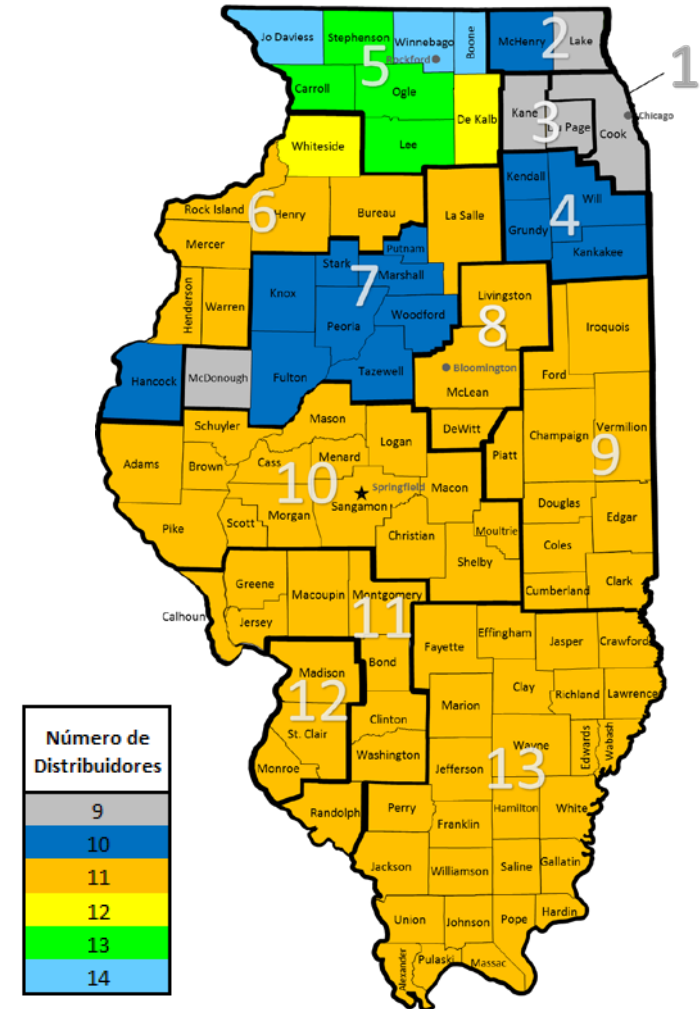 Jo Daviess
Stephenson
Winnebago
Boone
McHenry
2
Lake
5
Rockford
1
Carroll
Ogle
De Kalb
Kane
3
Du Page
Cook
Chicago
Whiteside
Lee
Kendall
Will
Rock Island
6
Henry
Bureau
La Salle
Grundy
4
Mercer
Putnam
Kankakee
Stark
7
Marshall
Henderson
Warren
Knox
Livingston
Peoria
Woodford
8
Iroquois
Hancock
McDonough
Fulton
Tazewell
Bloomington
McLean
Ford
Schuyler
Mason
Logan
DeWitt
Champaign
Vermilion
9
Adams
Brown
Cass
Menard
Piatt
10
Springfield
Macon
Sangamon
Pike
Scott
Morgan
Christian
Moultrie
Douglas
Edgar
Shelby
Coles
Greene
Macoupin
Montgomery
Cumberland
Clark
Calhoun
Jersey
11
Fayette
Effingham
Jasper
Crawford
Bond
Madison
12
Clay
Richland
Lawrence
Marion
Clinton
St. Clair
Washington
Wayne
Edwards
Wabash
Monroe
Jefferson
13
Randolph
Perry
Hamilton
White
Franklin
Jackson
Williamson
Saline
Gallatin
Union
Johnson
Pope
Hardin
Alexander
Pulaski
Massac
Número de
Distribuidores
9
10
11
12
13
14